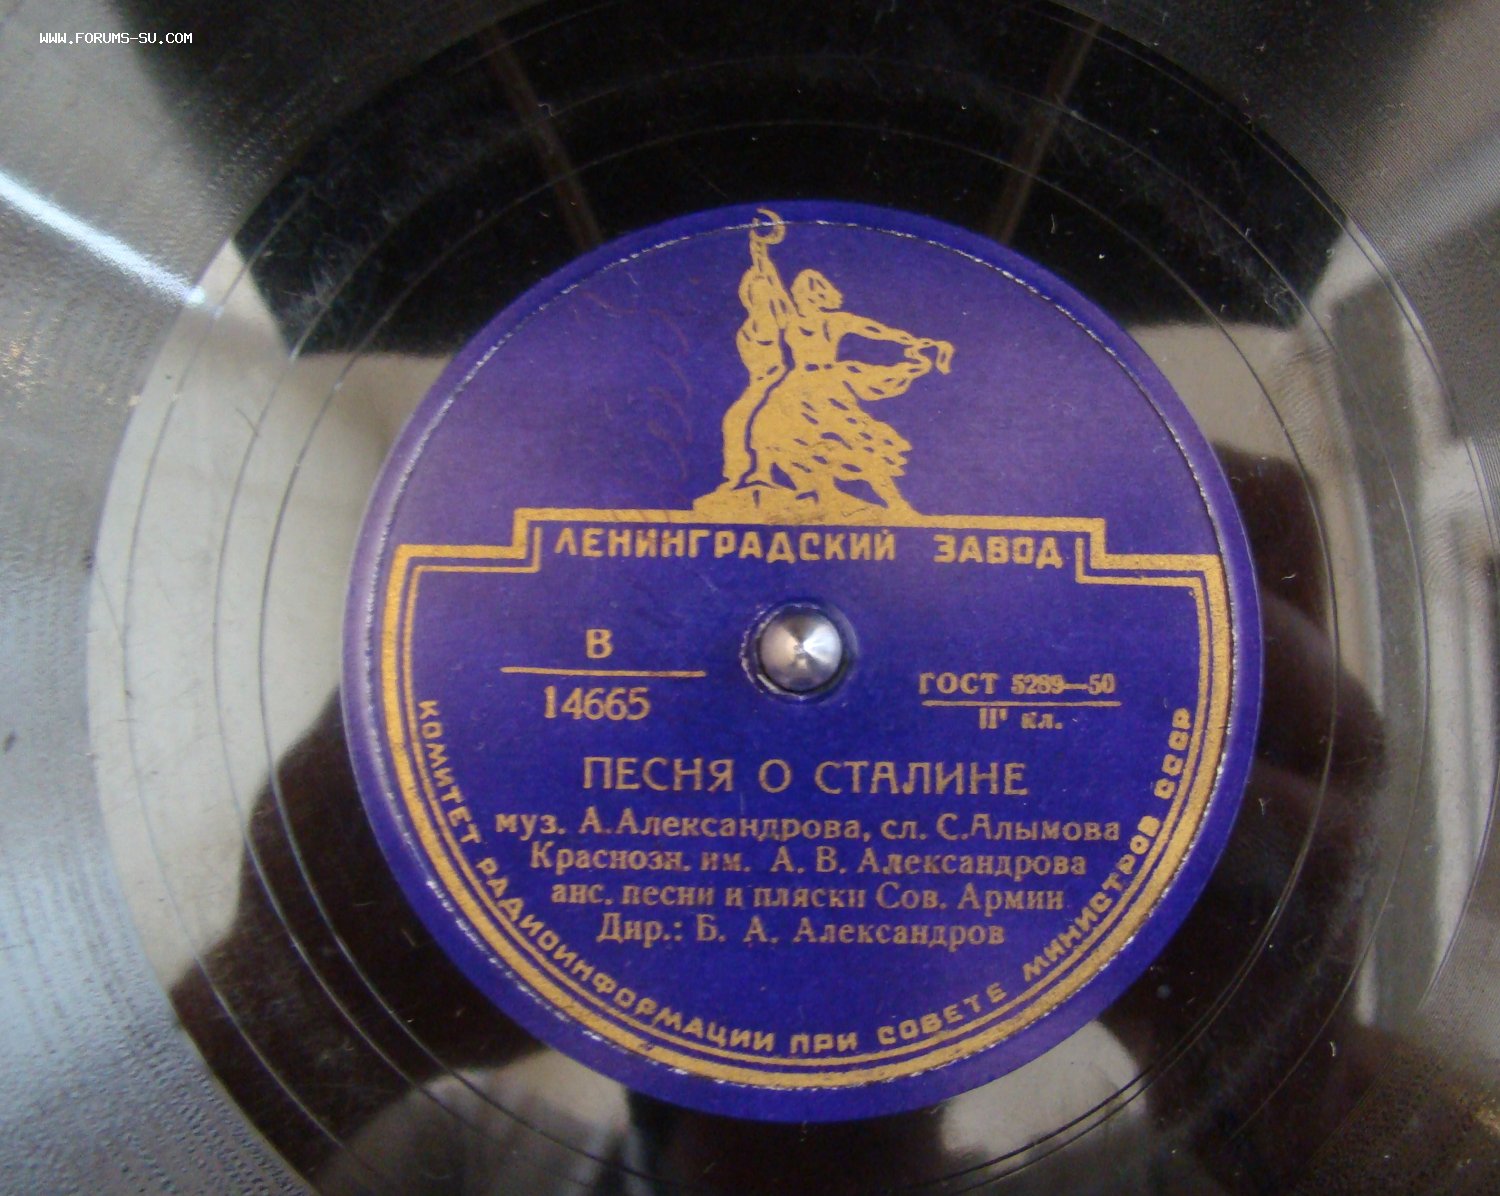 WWW.FORUMS-SU.COM
ЛЕНИНГРАДСКИЙ ЗАВОД
В
14665
ГОСТ 5289—50
II' кл.
ПЕСНЯ О СТАЛИНЕ
муз. А. Александрова, сл. С. Алымова
Краснозн. им. А. В. Александрова
анс. песни и пляски Сов. Армии
Дир.: Б. А. Александров
КОМИТЕТ РАДИОИНФОРМАЦИИ ПРИ СОВЕТЕ МИНИСТРОВ СССР